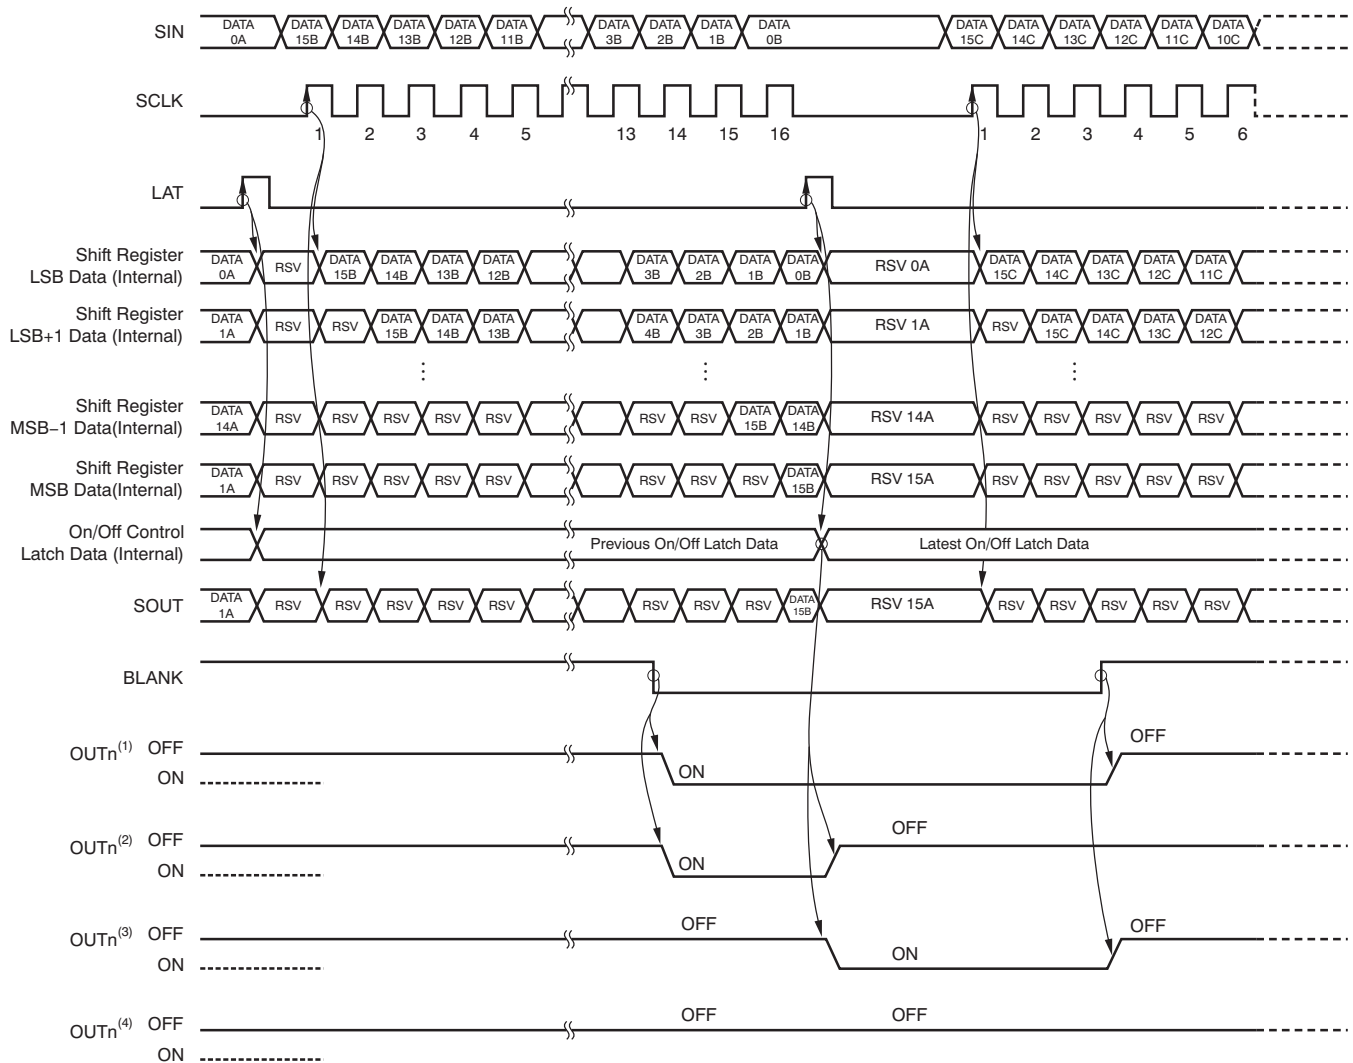 SIN DATA 0A DATA 15B DATA 14B DATA 13B DATA 12B DATA 11B DATA 3B DATA 2B DATA 1B DATA 0B DATA 15C DATA 14C DATA 13C DATA 12C DATA 11C DATA 10C
SCLK
1 2 3 4 5 13 14 15 16 1 2 3 4 5 6
LAT
Shift Register
LSB Data (Internal) DATA 0A RSV DATA 15B DATA 14B DATA 13B DATA 12B DATA 3B DATA 2B DATA 1B DATA 0B RSV 0A DATA 15C DATA 14C DATA 13C DATA 12C DATA 11C
Shift Register
LSB+1 Data (Internal) DATA 1A RSV RSV DATA 15B DATA 14B DATA 13B DATA 4B DATA 3B DATA 2B DATA 1B RSV 1A RSV DATA 15C DATA 14C DATA 13C DATA 12C
Shift Register
MSB−1 Data(Internal) DATA 14A RSV RSV RSV RSV RSV RSV RSV DATA 15B DATA 14B RSV 14A RSV RSV RSV RSV RSV
Shift Register
MSB Data(Internal) DATA 1A RSV RSV RSV RSV RSV RSV RSV RSV DATA 15B RSV 15A RSV RSV RSV RSV RSV
On/Off Control
Latch Data (Internal) Previous On/Off Latch Data Latest On/Off Latch Data
SOUT DATA 1A RSV RSV RSV RSV RSV RSV RSV RSV DATA 15B RSV 15A RSV RSV RSV RSV RSV
BLANK
OUTn(1) OFF OFF
ON ON
OUTn(2) OFF OFF
ON ON
OUTn(3) OFF OFF OFF
ON ON
OUTn(4) OFF OFF OFF
ON